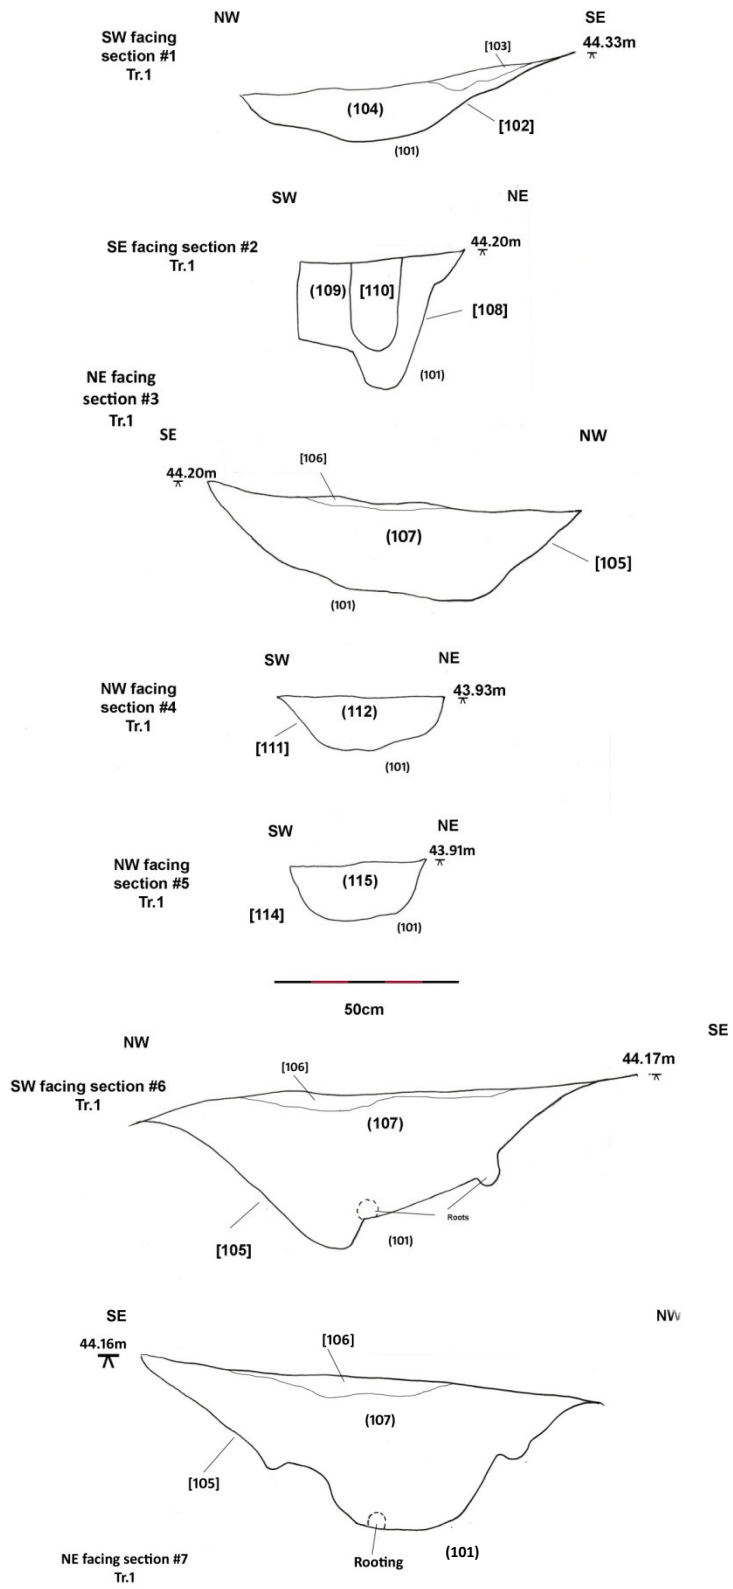 NW
SE
SW facing
section #1
Tr.1
[103]
44.33m
(104)
[102]
(101)
SW
NE
SE facing section #2
Tr.1
44.20m
(109)
[110]
[108]
(101)
NE facing
section #3
Tr.1
SE
NW
[106]
44.20m
(107)
[105]
(101)
SW
NE
NW facing
section #4
Tr.1
43.93m
(112)
[111]
(101)
SW
NE
NW facing
section #5
Tr.1
43.91m
(115)
[114]
(101)
50cm
NW
SE
SW facing section #6
Tr.1
[106]
44.17m
(107)
Roots
[105]
(101)
SE
NW
44.16m
[106]
(107)
[105]
Rooting
(101)
NE facing section #7
Tr.1